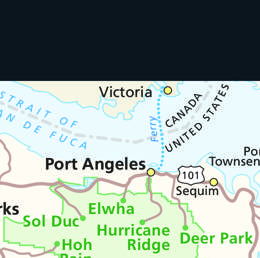 Victoria
CANADA
UNITED STATES
STRAIT OF
DE FUCA
Ferry
Port Angeles
101
Sequim
Elwha
Sol Duc
Hurricane
Ridge
Deer Park
Hoh